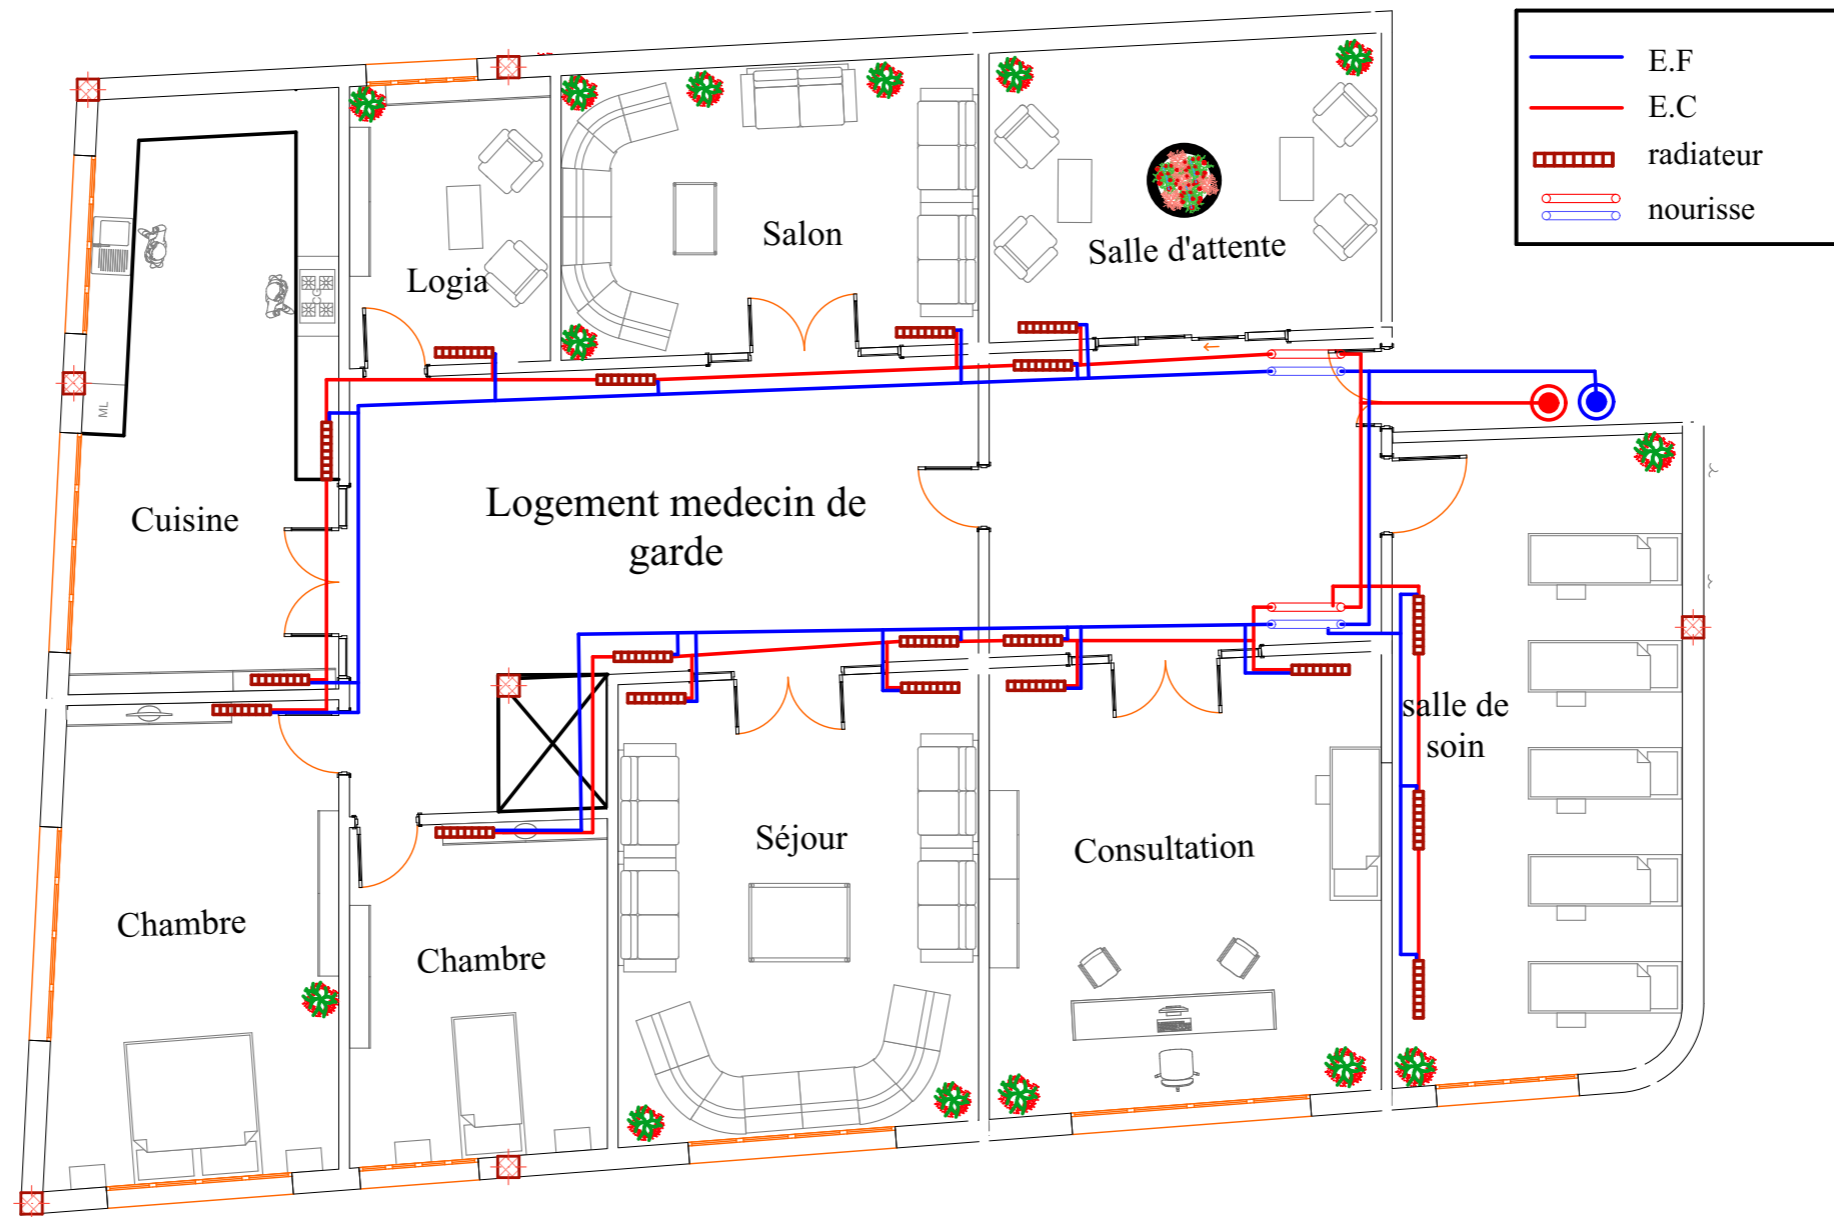 E.F
E.C
radiateur
nourisse
Salon
Salle d'attente
Logia
ML
Cuisine
Logement medecin de
garde
salle de
soin
Séjour
Consultation
Chambre
Chambre